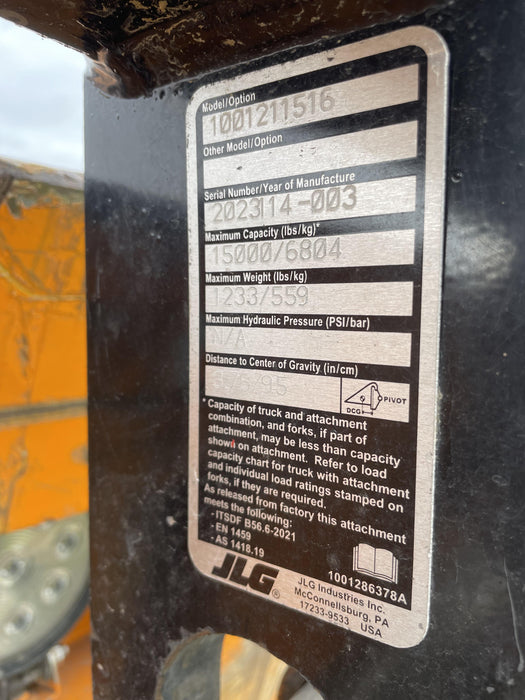 Model/Option
1001211516
Other Model/Option
Serial Number/Year of Manufacture
2023114-003
Maximum Capacity (lbs/kg)*
15000/6804
Maximum Weight (lbs/kg)
1233/559
Maximum Hydraulic Pressure (PSI/bar)
N/A
Distance to Center of Gravity (in/cm)
PIVOT
DCG
* Capacity of truck and attachment
combination, and forks, if part of
attachment, may be less than capacity
shown on attachment. Refer to load
capacity chart for truck with attachment
and individual load ratings stamped on
forks, if they are required.
As released from factory this attachment
meets the following:
- ITSDF B56.6-2021
- EN 1459
- AS 1418.19
1001286378A
JLG®
JLG Industries Inc.
McConnellsburg, PA
17233-9533 USA